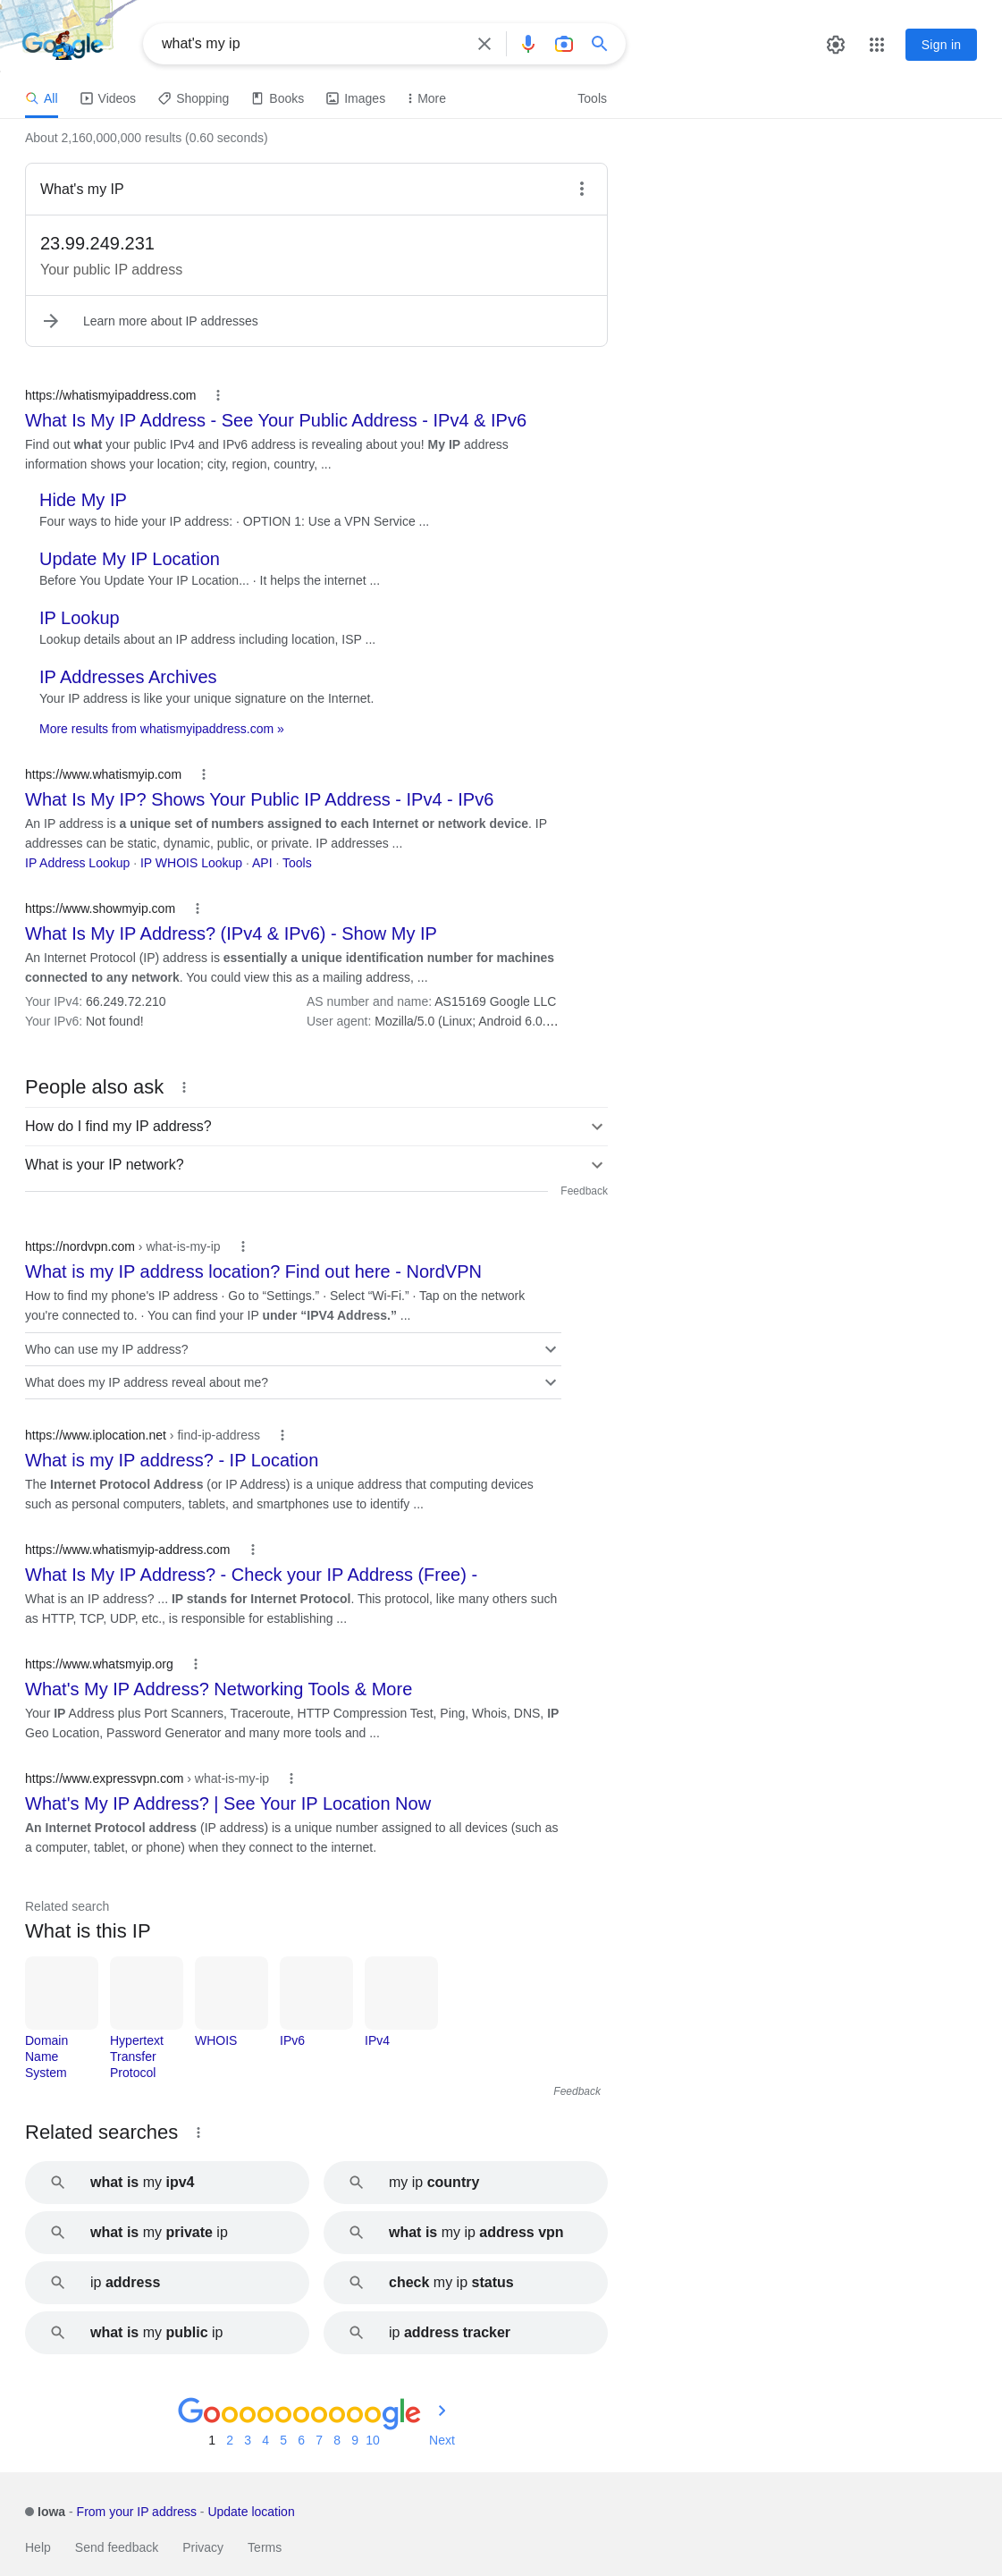 Google
what's my ip
Sign in
All
Videos
Shopping
Books
Images
More
Tools
About 2,160,000,000 results (0.60 seconds)
What's my IP
23.99.249.231
Your public IP address
Learn more about IP addresses
https://whatismyipaddress.com
What Is My IP Address - See Your Public Address - IPv4 & IPv6
Find out what your public IPv4 and IPv6 address is revealing about you! My IP address
information shows your location; city, region, country, ...
Hide My IP
Four ways to hide your IP address: · OPTION 1: Use a VPN Service ...
Update My IP Location
Before You Update Your IP Location... · It helps the internet ...
IP Lookup
Lookup details about an IP address including location, ISP ...
IP Addresses Archives
Your IP address is like your unique signature on the Internet.
More results from whatismyipaddress.com »
https://www.whatismyip.com
What Is My IP? Shows Your Public IP Address - IPv4 - IPv6
An IP address is a unique set of numbers assigned to each Internet or network device. IP
addresses can be static, dynamic, public, or private. IP addresses ...
IP Address Lookup · IP WHOIS Lookup · API · Tools
https://www.showmyip.com
What Is My IP Address? (IPv4 & IPv6) - Show My IP
An Internet Protocol (IP) address is essentially a unique identification number for machines
connected to any network. You could view this as a mailing address, ...
Your IPv4: 66.249.72.210
AS number and name: AS15169 Google LLC
Your IPv6: Not found!
User agent: Mozilla/5.0 (Linux; Android 6.0....
People also ask
How do I find my IP address?
What is your IP network?
Feedback
https://nordvpn.com › what-is-my-ip
What is my IP address location? Find out here - NordVPN
How to find my phone's IP address · Go to “Settings.” · Select “Wi-Fi.” · Tap on the network
you're connected to. · You can find your IP under “IPV4 Address.” ...
Who can use my IP address?
What does my IP address reveal about me?
https://www.iplocation.net › find-ip-address
What is my IP address? - IP Location
The Internet Protocol Address (or IP Address) is a unique address that computing devices
such as personal computers, tablets, and smartphones use to identify ...
https://www.whatismyip-address.com
What Is My IP Address? - Check your IP Address (Free) -
What is an IP address? ... IP stands for Internet Protocol. This protocol, like many others such
as HTTP, TCP, UDP, etc., is responsible for establishing ...
https://www.whatsmyip.org
What's My IP Address? Networking Tools & More
Your IP Address plus Port Scanners, Traceroute, HTTP Compression Test, Ping, Whois, DNS, IP
Geo Location, Password Generator and many more tools and ...
https://www.expressvpn.com › what-is-my-ip
What's My IP Address? | See Your IP Location Now
An Internet Protocol address (IP address) is a unique number assigned to all devices (such as
a computer, tablet, or phone) when they connect to the internet.
Related search
What is this IP
Domain
Name
System
Hypertext
Transfer
Protocol
WHOIS
IPv6
IPv4
Feedback
Related searches
what is my ipv4
my ip country
what is my private ip
what is my ip address vpn
ip address
check my ip status
what is my public ip
ip address tracker
Goooooooooogle
1 2 3 4 5 6 7 8 9 10 Next
Iowa - From your IP address - Update location
Help
Send feedback
Privacy
Terms